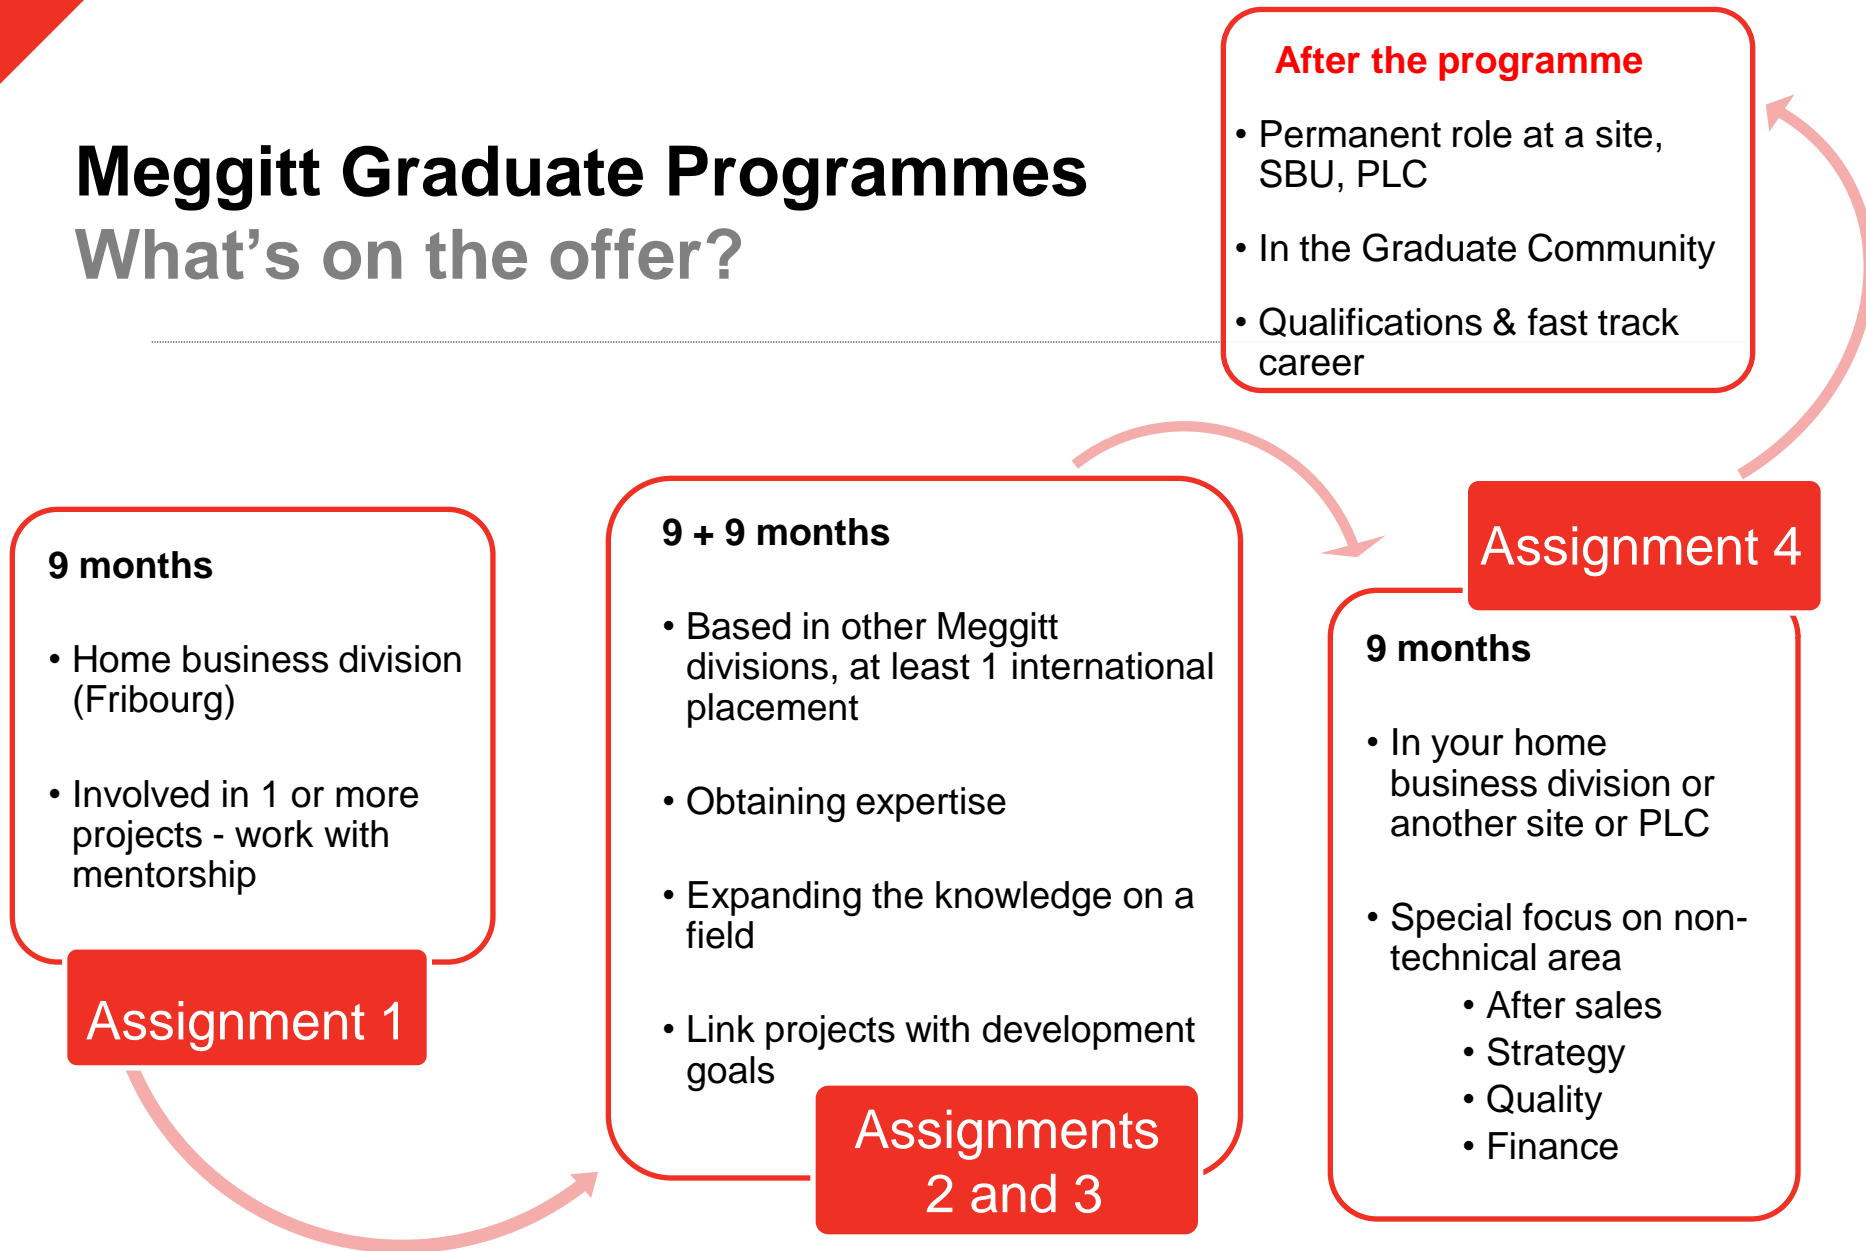 Meggitt Graduate Programmes
What’s on the offer?
After the programme
• Permanent role at a site,
SBU, PLC
• In the Graduate Community
• Qualifications & fast track
career
9 months
• Home business division
(Fribourg)
• Involved in 1 or more
projects - work with
mentorship
Assignment 1
9 + 9 months
• Based in other Meggitt
divisions, at least 1 international
placement
• Obtaining expertise
• Expanding the knowledge on a
field
• Link projects with development
goals
Assignments
2 and 3
Assignment 4
9 months
• In your home
business division or
another site or PLC
• Special focus on non-
technical area
• After sales
• Strategy
• Quality
• Finance